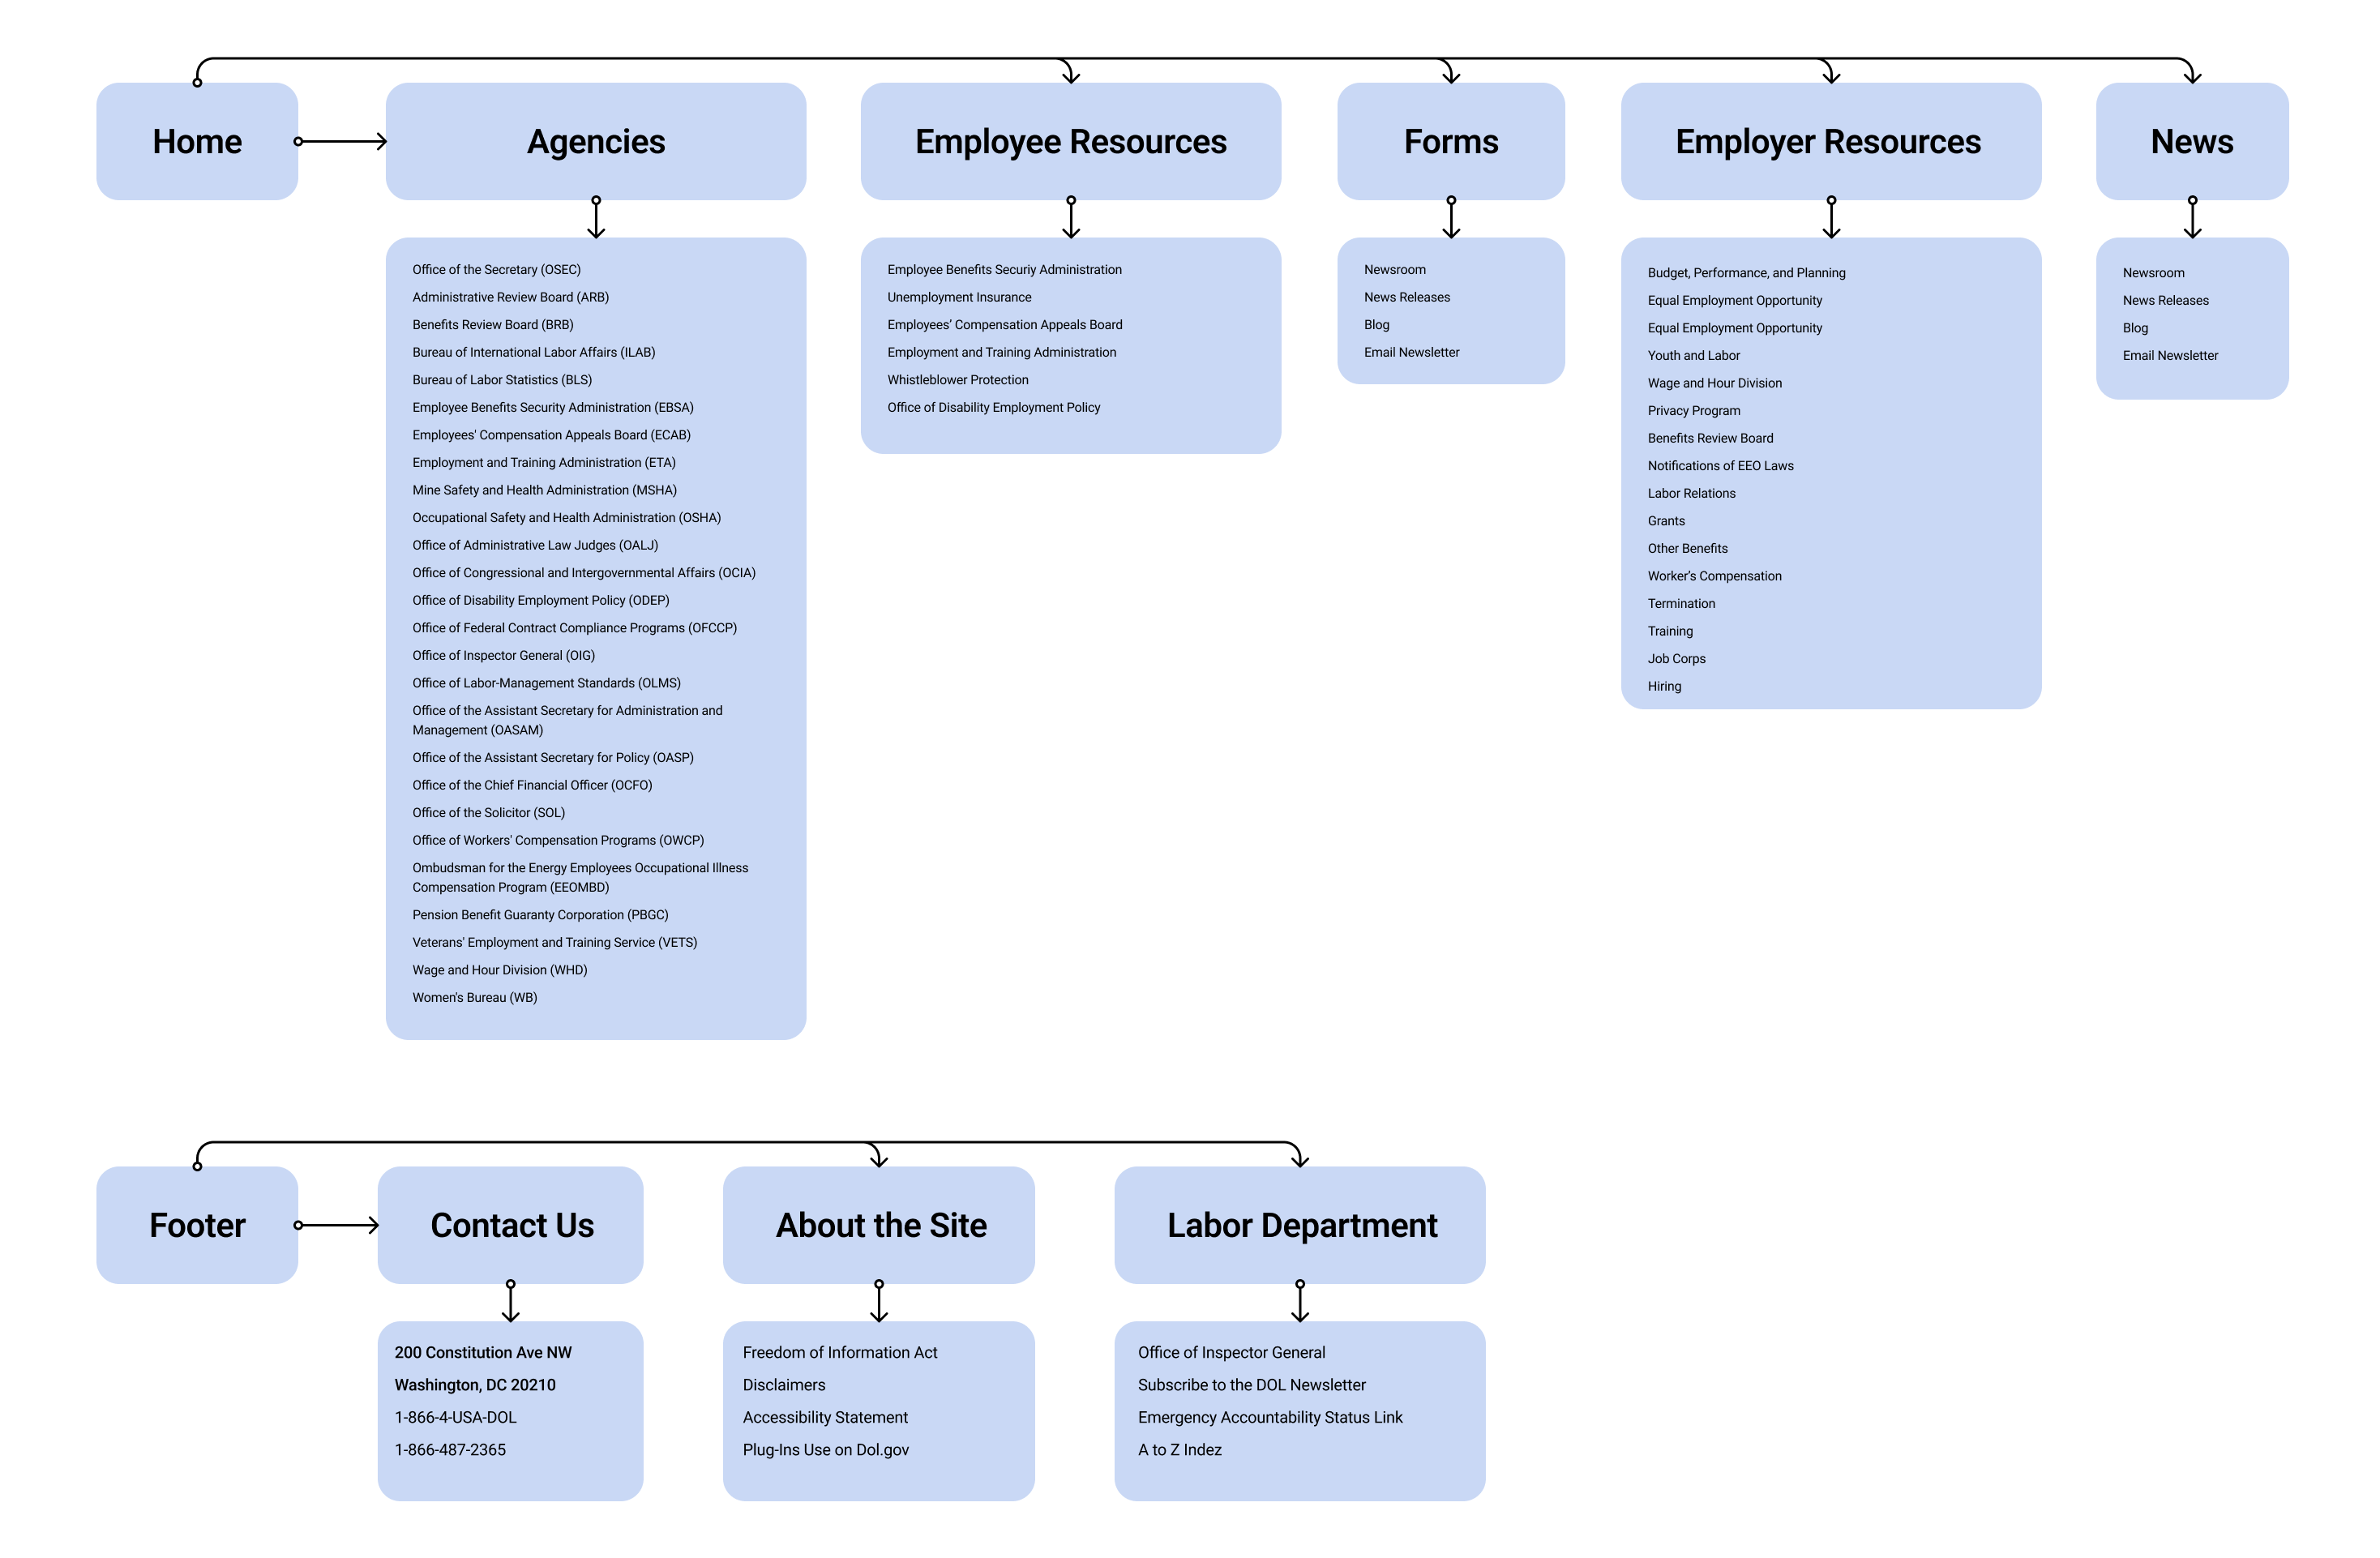 Home
Agencies
Employee Resources
Forms
Employer Resources
News
Office of the Secretary (OSEC)
Administrative Review Board (ARB)
Benefits Review Board (BRB)
Bureau of International Labor Affairs (ILAB)
Bureau of Labor Statistics (BLS)
Employee Benefits Security Administration (EBSA)
Employees' Compensation Appeals Board (ECAB)
Employment and Training Administration (ETA)
Mine Safety and Health Administration (MSHA)
Occupational Safety and Health Administration (OSHA)
Office of Administrative Law Judges (OALJ)
Office of Congressional and Intergovernmental Affairs (OCIA)
Office of Disability Employment Policy (ODEP)
Office of Federal Contract Compliance Programs (OFCCP)
Office of Inspector General (OIG)
Office of Labor-Management Standards (OLMS)
Office of the Assistant Secretary for Administration and
Management (OASAM)
Office of the Assistant Secretary for Policy (OASP)
Office of the Chief Financial Officer (OCFO)
Office of the Solicitor (SOL)
Office of Workers' Compensation Programs (OWCP)
Ombudsman for the Energy Employees Occupational Illness
Compensation Program (EEOMBD)
Pension Benefit Guaranty Corporation (PBGC)
Veterans' Employment and Training Service (VETS)
Wage and Hour Division (WHD)
Women's Bureau (WB)
Employee Benefits Securiy Administration
Unemployment Insurance
Employees’ Compensation Appeals Board
Employment and Training Administration
Whistleblower Protection
Office of Disability Employment Policy
Newsroom
News Releases
Blog
Email Newsletter
Budget, Performance, and Planning
Equal Employment Opportunity
Equal Employment Opportunity
Youth and Labor
Wage and Hour Division
Privacy Program
Benefits Review Board
Notifications of EEO Laws
Labor Relations
Grants
Other Benefits
Worker’s Compensation
Termination
Training
Job Corps
Hiring
Newsroom
News Releases
Blog
Email Newsletter
Footer
Contact Us
About the Site
Labor Department
200 Constitution Ave NW
Washington, DC 20210
1-866-4-USA-DOL
1-866-487-2365
Freedom of Information Act
Disclaimers
Accessibility Statement
Plug-Ins Use on Dol.gov
Office of Inspector General
Subscribe to the DOL Newsletter
Emergency Accountability Status Link
A to Z Indez